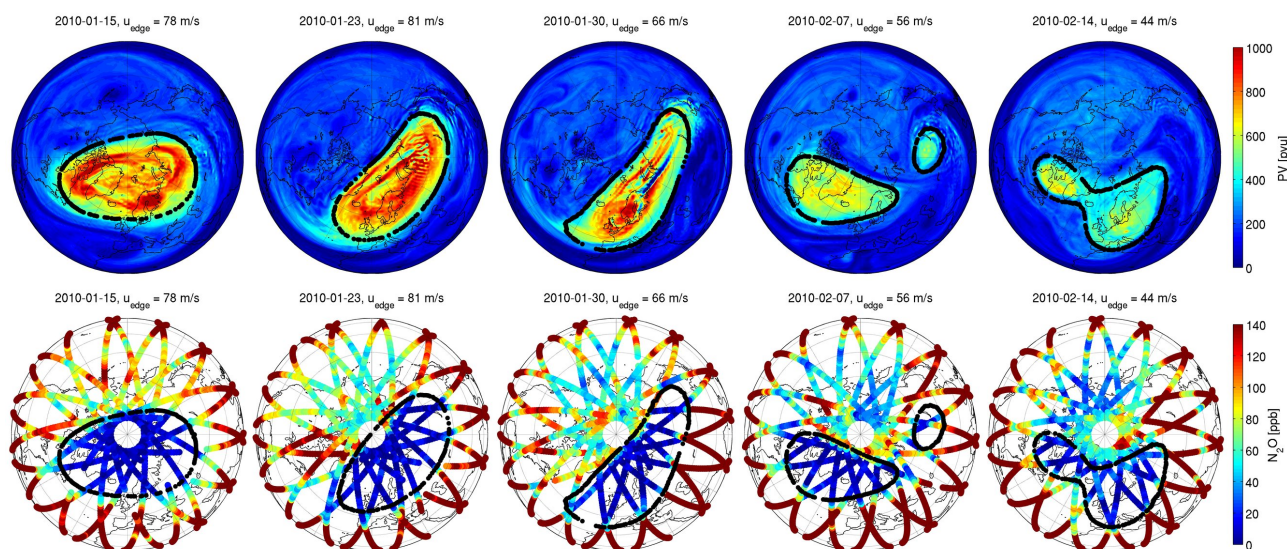 2010-01-15, u_edge = 78 m/s
2010-01-23, u_edge = 81 m/s
2010-01-30, u_edge = 66 m/s
2010-02-07, u_edge = 56 m/s
2010-02-14, u_edge = 44 m/s
1000
800
600
400
200
0
PV [pvu]
2010-01-15, u_edge = 78 m/s
2010-01-23, u_edge = 81 m/s
2010-01-30, u_edge = 66 m/s
2010-02-07, u_edge = 56 m/s
2010-02-14, u_edge = 44 m/s
140
120
100
80
60
40
20
0
N_2O [ppb]